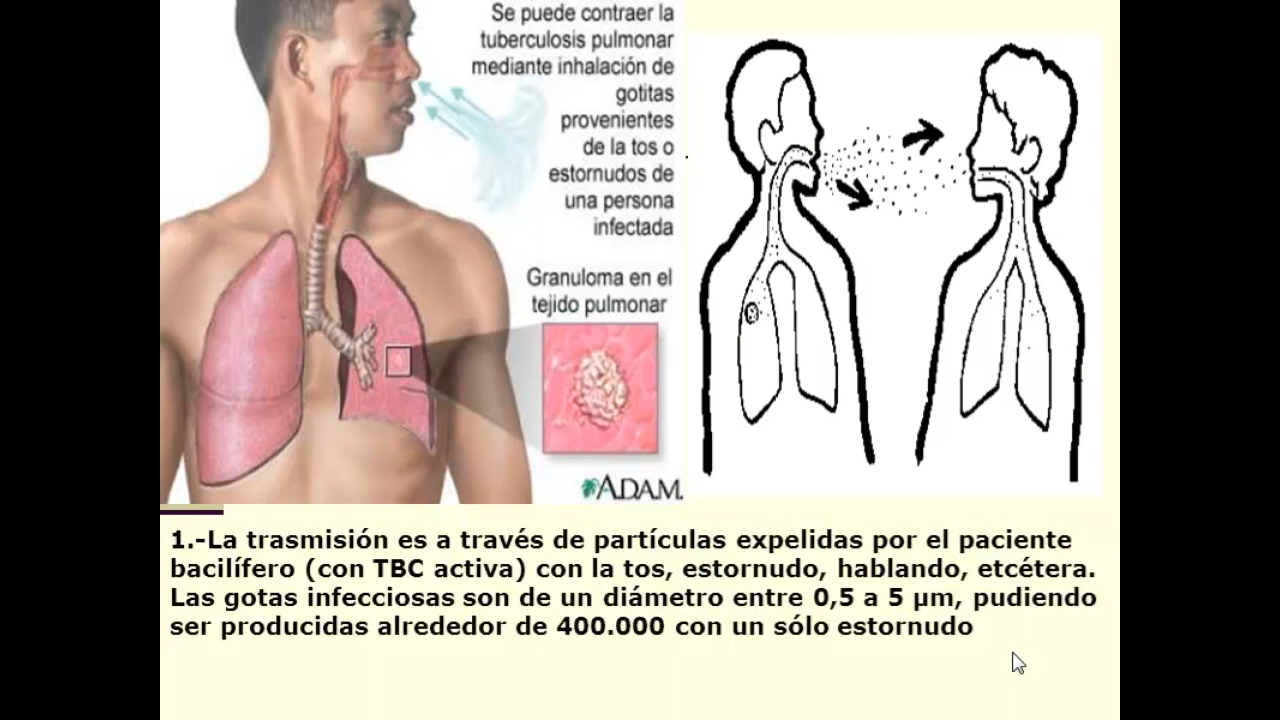 Se puede contraer la
tuberculosis pulmonar
mediante inhalación de
gotitas
provenientes
de la tos o
estornudos de
una persona
infectada
Granuloma en el
tejido pulmonar
ADAM.
1.-La trasmisión es a través de partículas expelidas por el paciente
bacilífero (con TBC activa) con la tos, estornudo, hablando, etcétera.
Las gotas infecciosas son de un diámetro entre 0,5 a 5 μm, pudiendo
ser producidas alrededor de 400.000 con un sólo estornudo